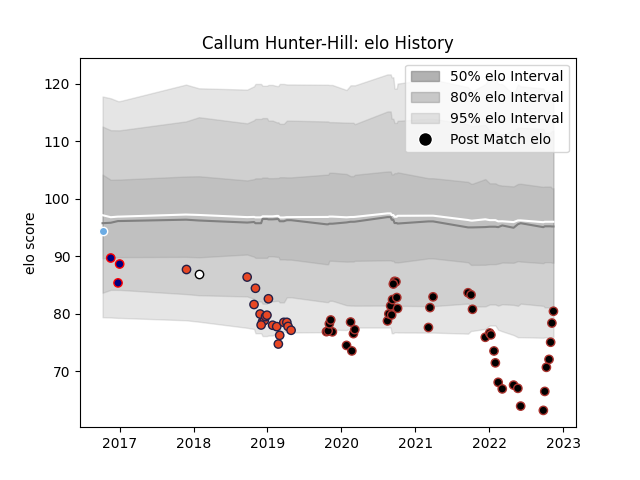 Callum Hunter-Hill: elo History
50% elo Interval
80% elo Interval
95% elo Interval
Post Match elo
elo score
120
110
100
90
80
70
2017 2018 2019 2020 2021 2022 2023